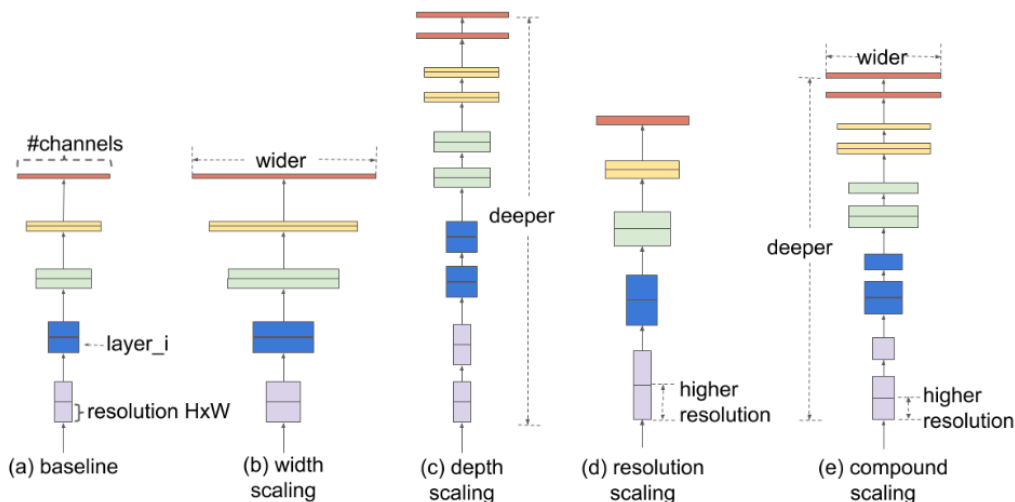 #channels
layer_i
resolution HxW
(a) baseline
wider
(b) width
scaling
deeper
(c) depth
scaling
higher
resolution
(d) resolution
scaling
wider
deeper
higher
resolution
(e) compound
scaling